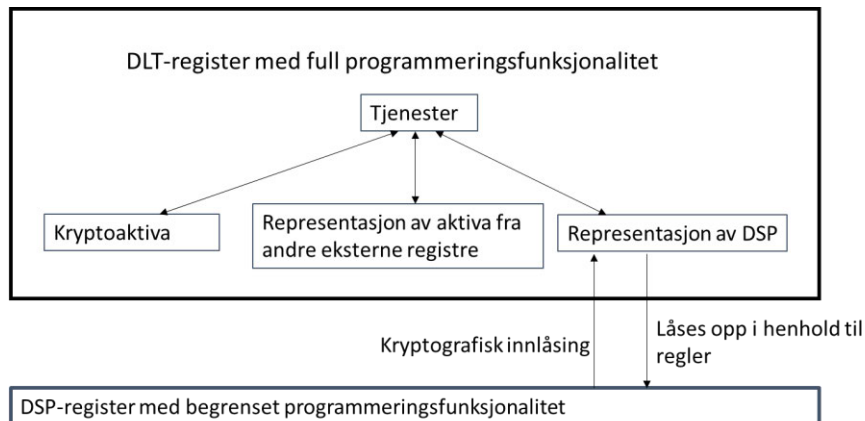 DLT-register med full programmeringsfunksjonalitet
Tjenester
Kryptoaktiva
Representasjon av aktiva fra
andre eksterne registre
Representasjon av DSP
Kryptografisk innlåsing
Låses opp i henhold til
regler
DSP-register med begrenset programmeringsfunksjonalitet